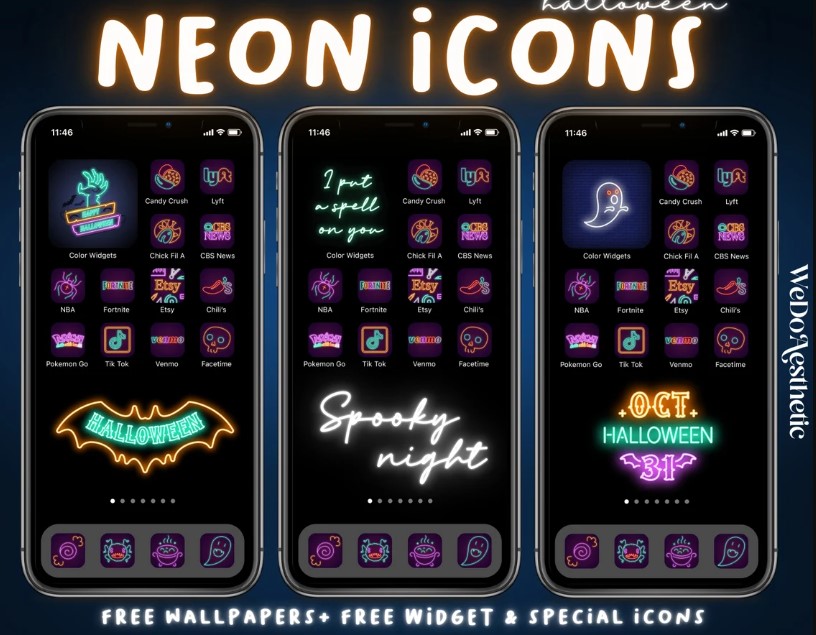 halloween
NEON iCONS
11:46
11:46
11:46
HAPPY
HALLOWEEN
Color Widgets
Candy Crush
lyft
Lyft
Chick Fil A
CBS
NEWS
CBS News
NBA
FORTNITE
Fortnite
Etsy
Etsy
Chili's
Pokemon Go
Tik Tok
venmo
Venmo
Facetime
HALLOWEEN
I put
a spell
on you
Color Widgets
Candy Crush
lyft
Lyft
Chick Fil A
CBS
NEWS
CBS News
NBA
FORTNITE
Fortnite
Etsy
Etsy
Chili's
Pokemon Go
Tik Tok
venmo
Venmo
Facetime
Spooky
night
Color Widgets
Candy Crush
lyft
Lyft
Chick Fil A
CBS
NEWS
CBS News
NBA
FORTNITE
Fortnite
Etsy
Etsy
Chili's
Pokemon Go
Tik Tok
venmo
Venmo
Facetime
OCT
HALLOWEEN
31
WeDoAesthetic
FREE WALLPAPERS+ FREE WiDGET & SPECiAL iCONS